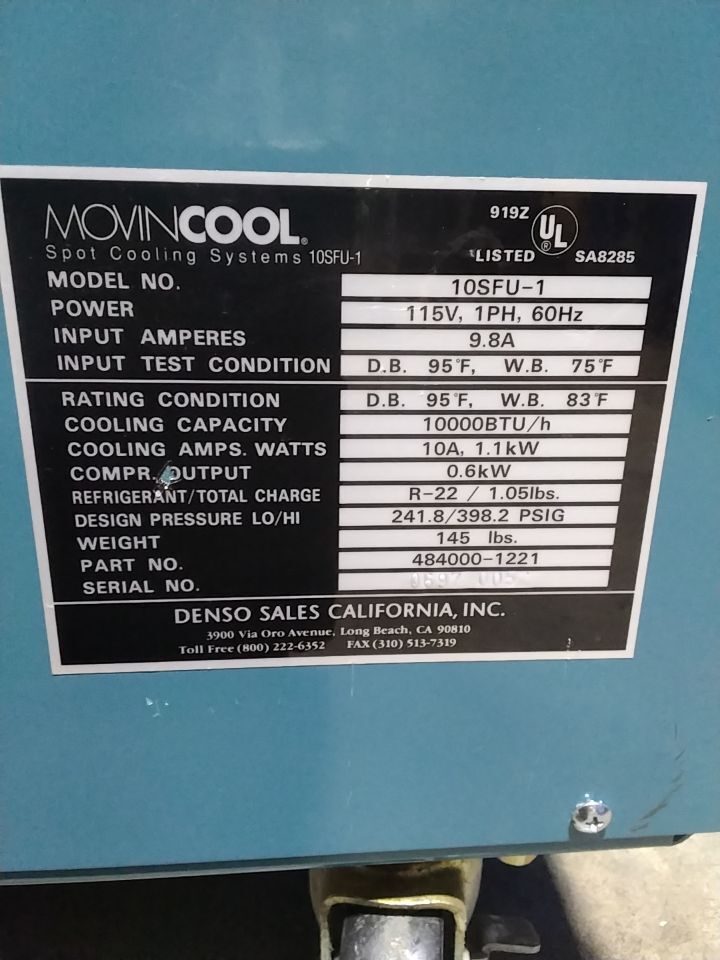 MOVINCOOL®
Spot Cooling Systems 10SFU-1
919Z UL ®
LISTED SA8285
MODEL NO. 10SFU-1
POWER 115V, 1PH, 60Hz
INPUT AMPERES 9.8A
INPUT TEST CONDITION D.B. 95°F, W.B. 75°F
RATING CONDITION D.B. 95°F, W.B. 83°F
COOLING CAPACITY 10000BTU/h
COOLING AMPS. WATTS 10A, 1.1kW
COMPR. OUTPUT 0.6kW
REFRIGERANT/TOTAL CHARGE R-22 / 1.05lbs.
DESIGN PRESSURE LO/HI 241.8/398.2 PSIG
WEIGHT 145 lbs.
PART NO. 484000-1221
SERIAL NO.
DENSO SALES CALIFORNIA, INC.
3900 Via Oro Avenue, Long Beach, CA 90810
Toll Free (800) 222-6352 FAX (310) 513-7319